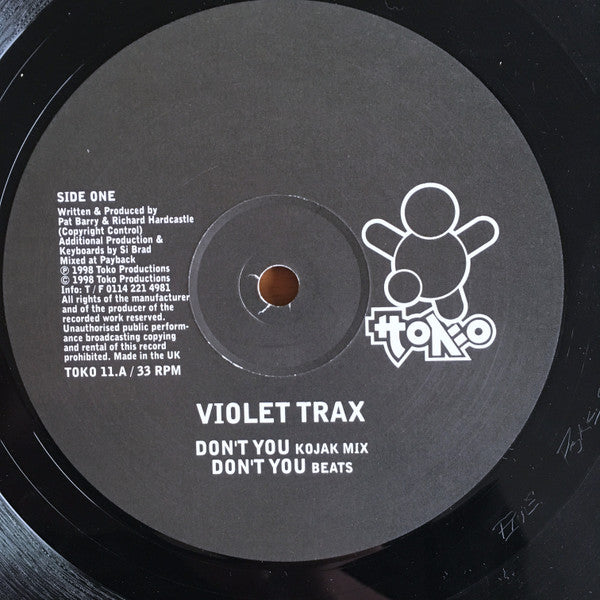 SIDE ONE
Written & Produced by
Pat Barry & Richard Hardcastle
(Copyright Control)
Additional Production &
Keyboards by Si Brad
Mixed at Payback
℗ 1998 Toko Productions
© 1998 Toko Productions
Info: T / F 0114 221 4981
All rights of the manufacturer
and of the producer of the
recorded work reserved.
Unauthorised public perform-
ance broadcasting copying
and rental of this record
prohibited. Made in the UK
TOKO 11.A / 33 RPM
TOKO
VIOLET TRAX
DON'T YOU KOJAK MIX
DON'T YOU BEATS